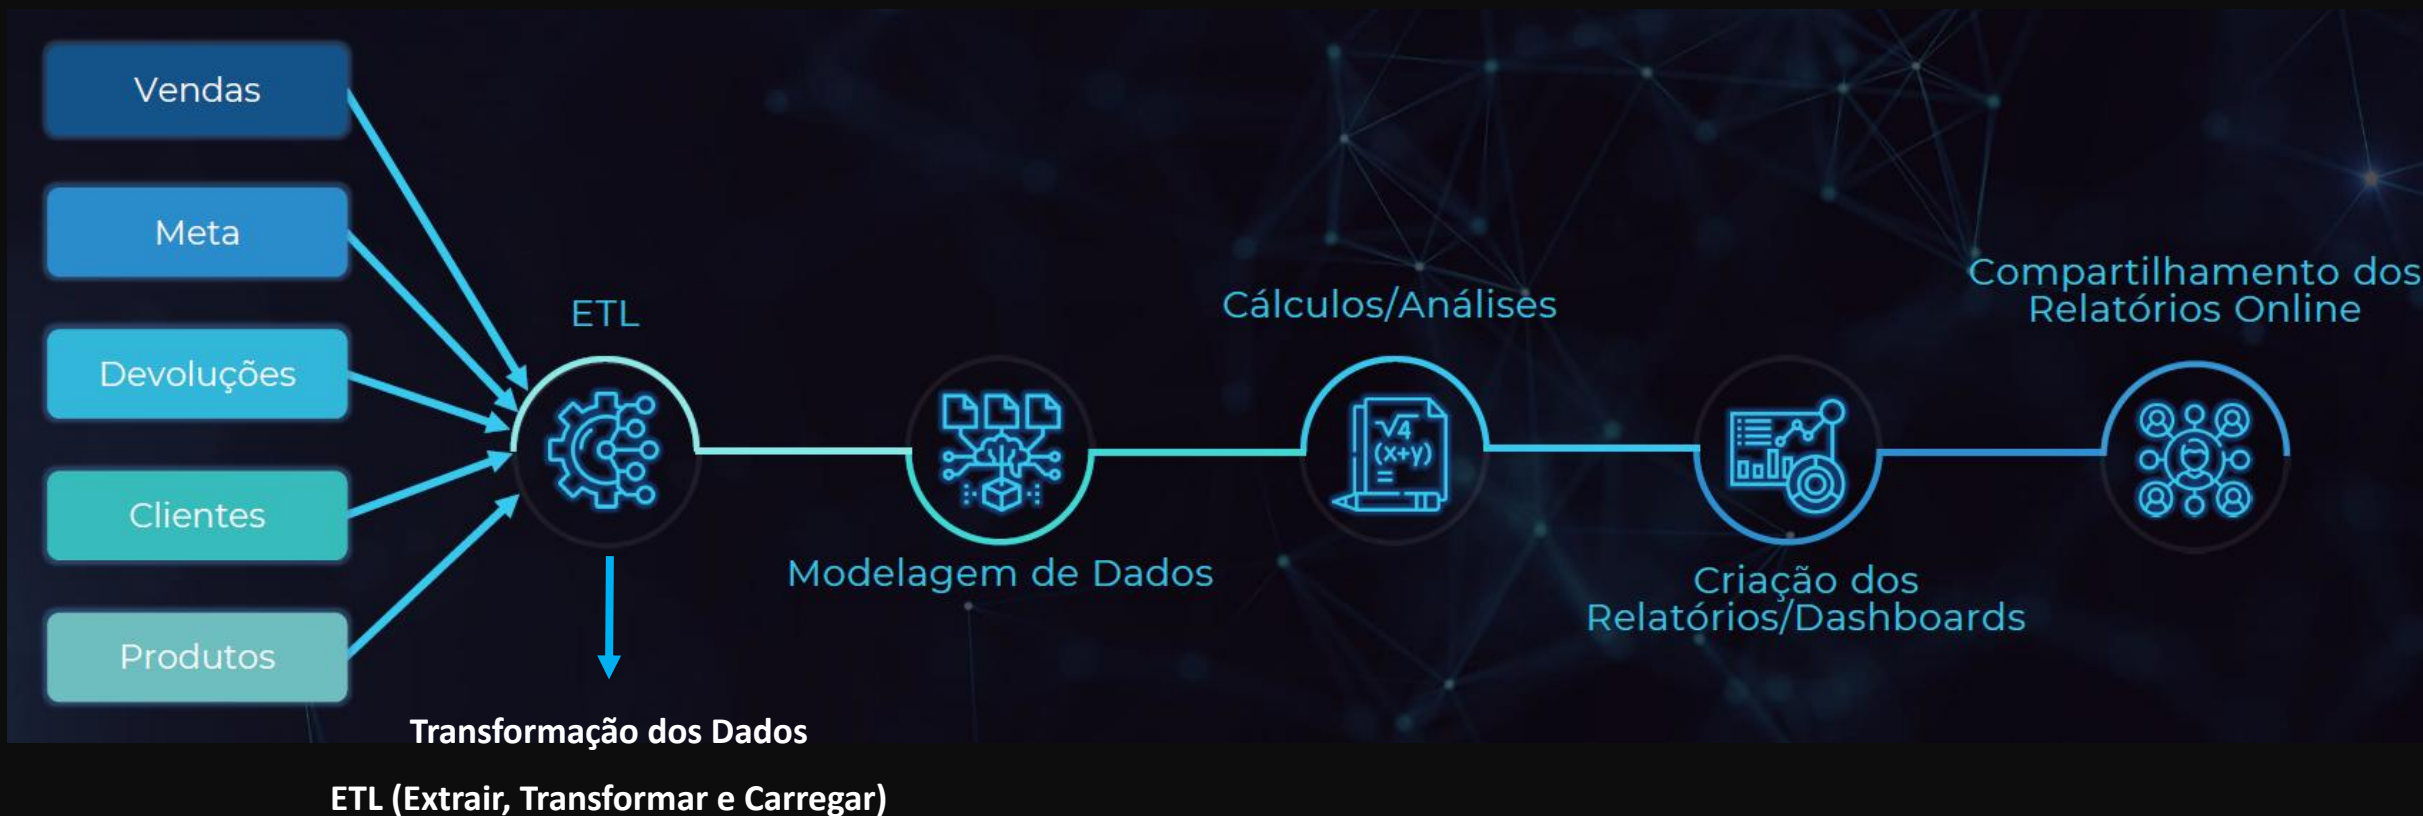 Vendas
Meta
Devoluções
Clientes
Produtos
ETL
Transformação dos Dados
ETL (Extrair, Transformar e Carregar)
Modelagem de Dados
Cálculos/Análises
√4
(x+y)
=
Criação dos
Relatórios/Dashboards
Compartilhamento dos
Relatórios Online